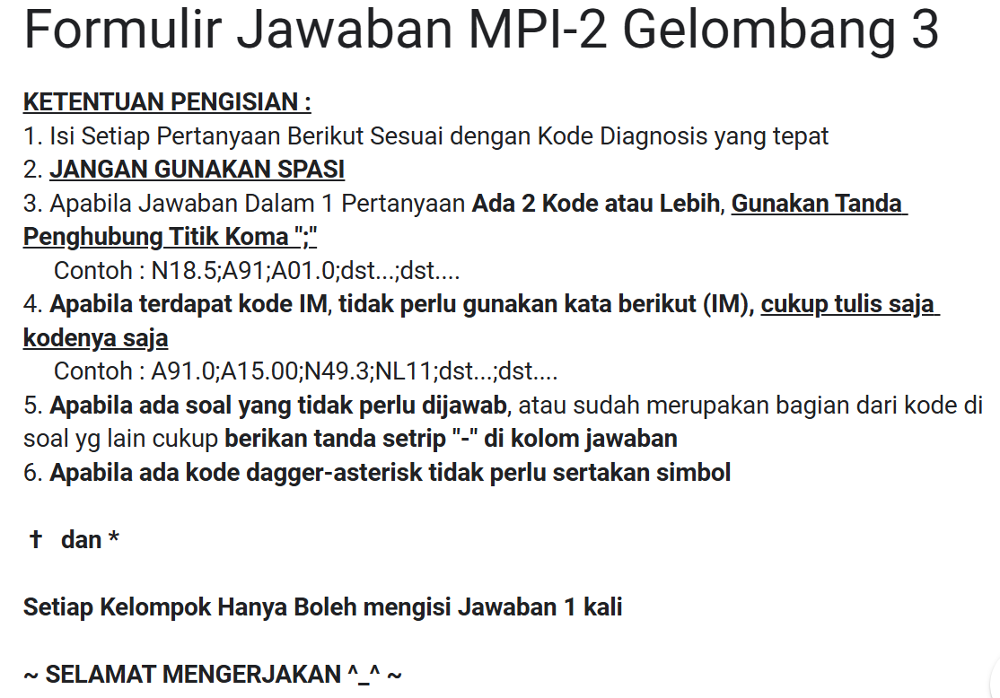 Formulir Jawaban MPI-2 Gelombang 3
KETENTUAN PENGISIAN :
1. Isi Setiap Pertanyaan Berikut Sesuai dengan Kode Diagnosis yang tepat
2. JANGAN GUNAKAN SPASI
3. Apabila Jawaban Dalam 1 Pertanyaan Ada 2 Kode atau Lebih, Gunakan Tanda
Penghubung Titik Koma ";"
Contoh : N18.5;A91;A01.0;dst...;dst....
4. Apabila terdapat kode IM, tidak perlu gunakan kata berikut (IM), cukup tulis saja
kodenya saja
Contoh : A91.0;A15.00;N49.3;NL11;dst...;dst....
5. Apabila ada soal yang tidak perlu dijawab, atau sudah merupakan bagian dari kode di
soal yg lain cukup berikan tanda setrip "-" di kolom jawaban
6. Apabila ada kode dagger-asterisk tidak perlu sertakan simbol
† dan *
Setiap Kelompok Hanya Boleh mengisi Jawaban 1 kali
~ SELAMAT MENGERJAKAN ^_^ ~